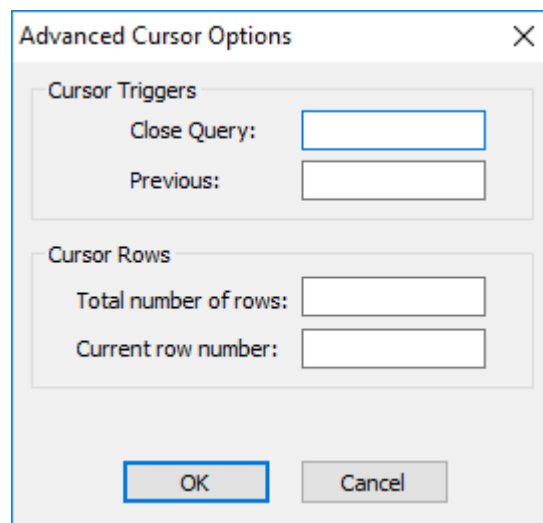 Advanced Cursor Options
Cursor Triggers
Close Query:
Previous:
Cursor Rows
Total number of rows:
Current row number:
OK Cancel